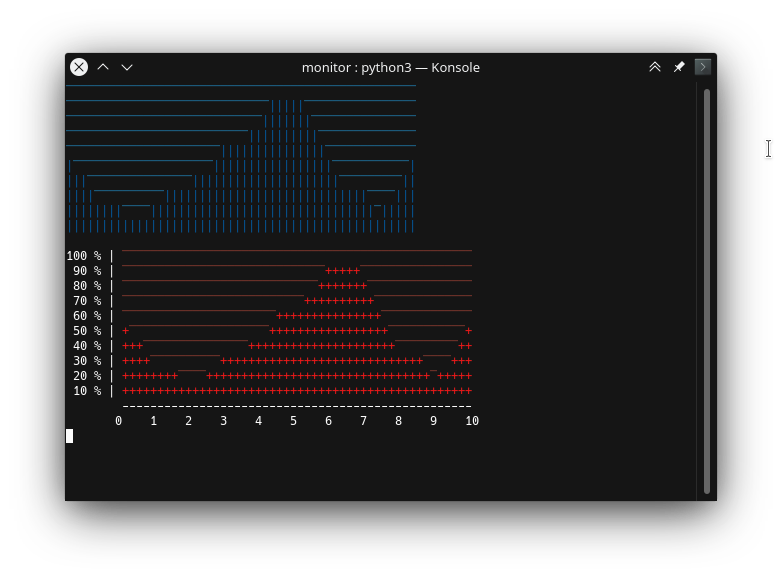 monitor : python3 — Konsole
100 % |
90 % |
80 % |
70 % |
60 % |
50 % |
40 % |
30 % |
20 % |
10 % |
0 1 2 3 4 5 6 7 8 9 10